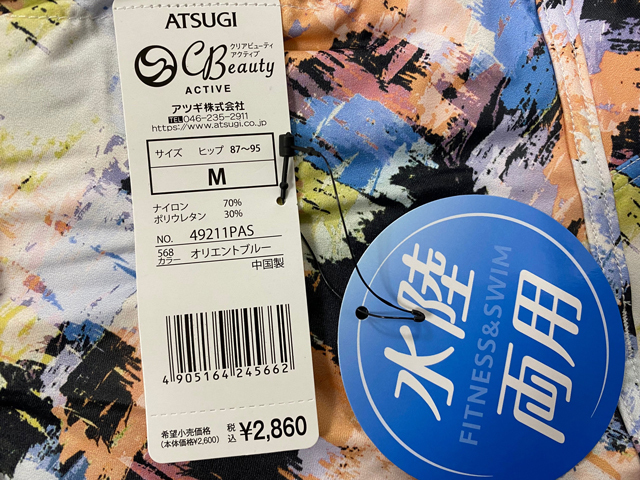 ATSUGI
CBeauty
クリアビューティ
アクティブ
ACTIVE
アツギ株式会社
TEL046-235-2911
https://www.atsugi.co.jp
サイズ ヒップ 87〜95
M
ナイロン 70%
ポリウレタン 30%
NO. 49211PAS
568
カラー オリエントブルー
中国製
4 905164 245662
希望小売価格
(本体価格¥2,600)
税込 ¥2,860
水陸
両用
FITNESS&SWIM